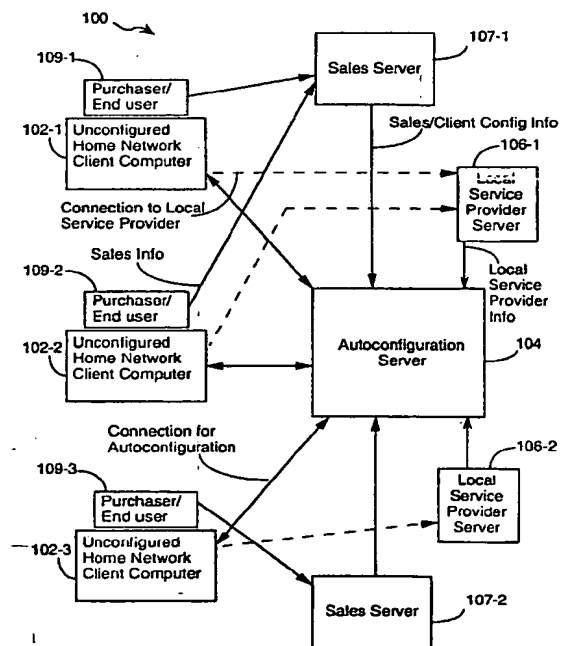 100
107-1
109-1
Sales Server
Purchaser/
End user
102-1
Unconfigured
Home Network
Client Computer
Sales/Client Config Info
106-1
Local
Service
Provider
Server
Connection to Local
Service Provider
Sales Info
109-2
Local
Service
Provider
Info
Purchaser/
End user
102-2
Unconfigured
Home Network
Client Computer
Autoconfiguration
Server
104
Connection for
Autoconfiguration
106-2
109-3
Local
Service
Provider
Server
Purchaser/
End user
102-3
Unconfigured
Home Network
Client Computer
Sales Server
107-2